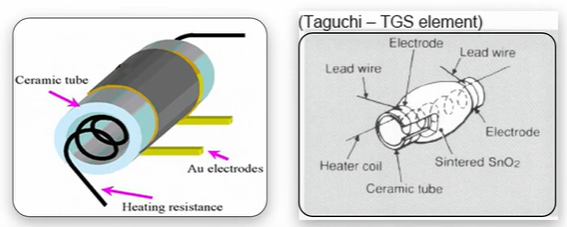 Ceramic tube
Au electrodes
Heating resistance
(Taguchi – TGS element)
Electrode
Lead wire
Lead wire
Electrode
Heater coil
Sintered SnO2
Ceramic tube